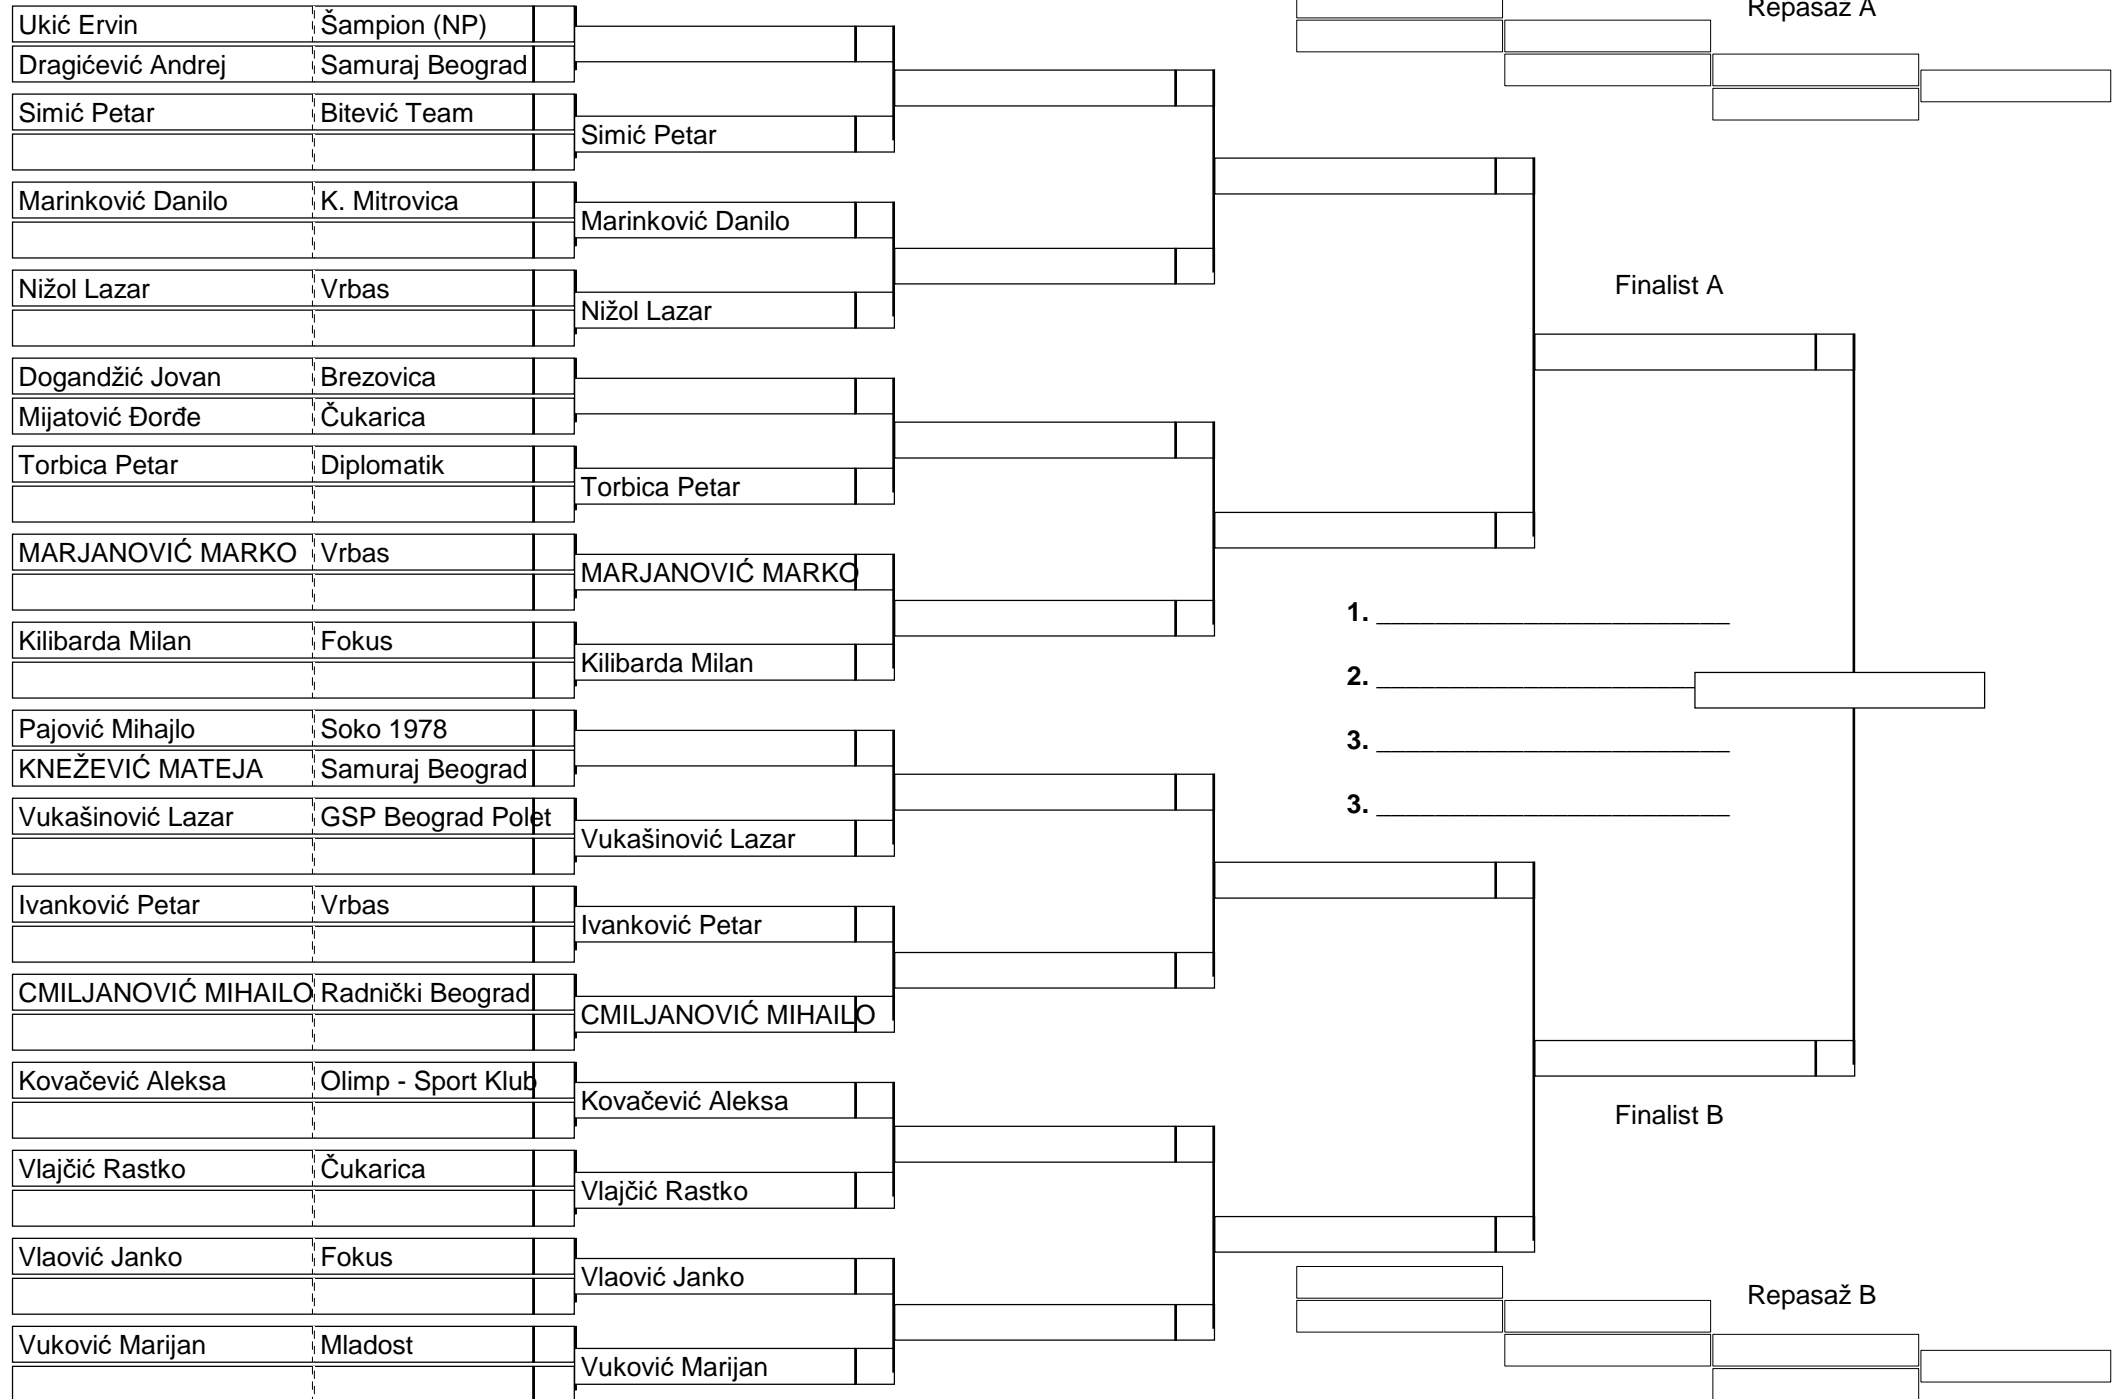 Ukić Ervin Šampion (NP)
Dragićević Andrej Samuraj Beograd
Simić Petar Bitević Team
Marinković Danilo K. Mitrovica
Nižol Lazar Vrbas
Dogandžić Jovan Brezovica
Mijatović Đorđe Čukarica
Torbica Petar Diplomatik
MARJANOVIĆ MARKO Vrbas
Kilibarda Milan Fokus
Pajović Mihajlo Soko 1978
KNEŽEVIĆ MATEJA Samuraj Beograd
Vukašinović Lazar GSP Beograd Polet
Ivanković Petar Vrbas
CMILJANOVIĆ MIHAILO Radnički Beograd
Kovačević Aleksa Olimp - Sport Klub
Vlajčić Rastko Čukarica
Vlaović Janko Fokus
Vuković Marijan Mladost
Simić Petar
Marinković Danilo
Nižol Lazar
Torbica Petar
MARJANOVIĆ MARKO
Kilibarda Milan
Vukašinović Lazar
Ivanković Petar
CMILJANOVIĆ MIHAILO
Kovačević Aleksa
Vlajčić Rastko
Vlaović Janko
Vuković Marijan
Repasaž A
Finalist A
1. ________________________
2. ________________________
3. ________________________
3. ________________________
Finalist B
Repasaž B